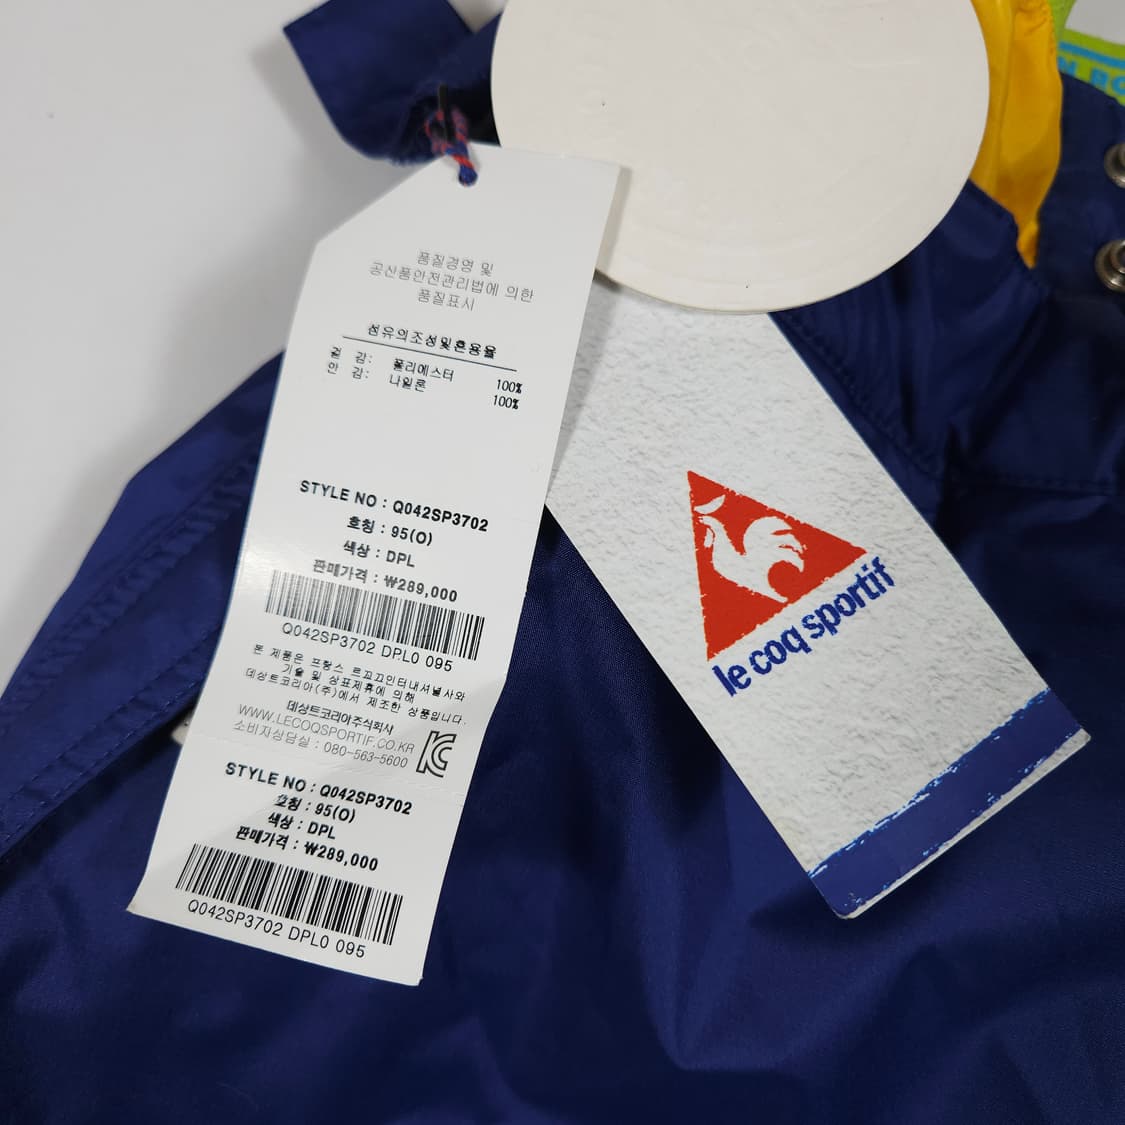 품질경영 및
공산품안전관리법에 의한
품질표시
섬유의조성및혼용율
겉 감: 폴리에스터 100%
안 감: 나일론 100%
STYLE NO : Q042SP3702
호칭 : 95(O)
색상 : DPL
판매가격 : ₩289,000
Q042SP3702 DPL0 095
본 제품은 프랑스 르꼬끄인터내셔널사와
기술 및 상표제휴에 의해
데상트코리아(주)에서 제조한 상품입니다.
데상트코리아주식회사
WWW.LECOQSPORTIF.CO.KR
소비자상담실 : 080-563-5600
STYLE NO : Q042SP3702
호칭 : 95(O)
색상 : DPL
판매가격 : ₩289,000
Q042SP3702 DPL0 095
le coq sportif